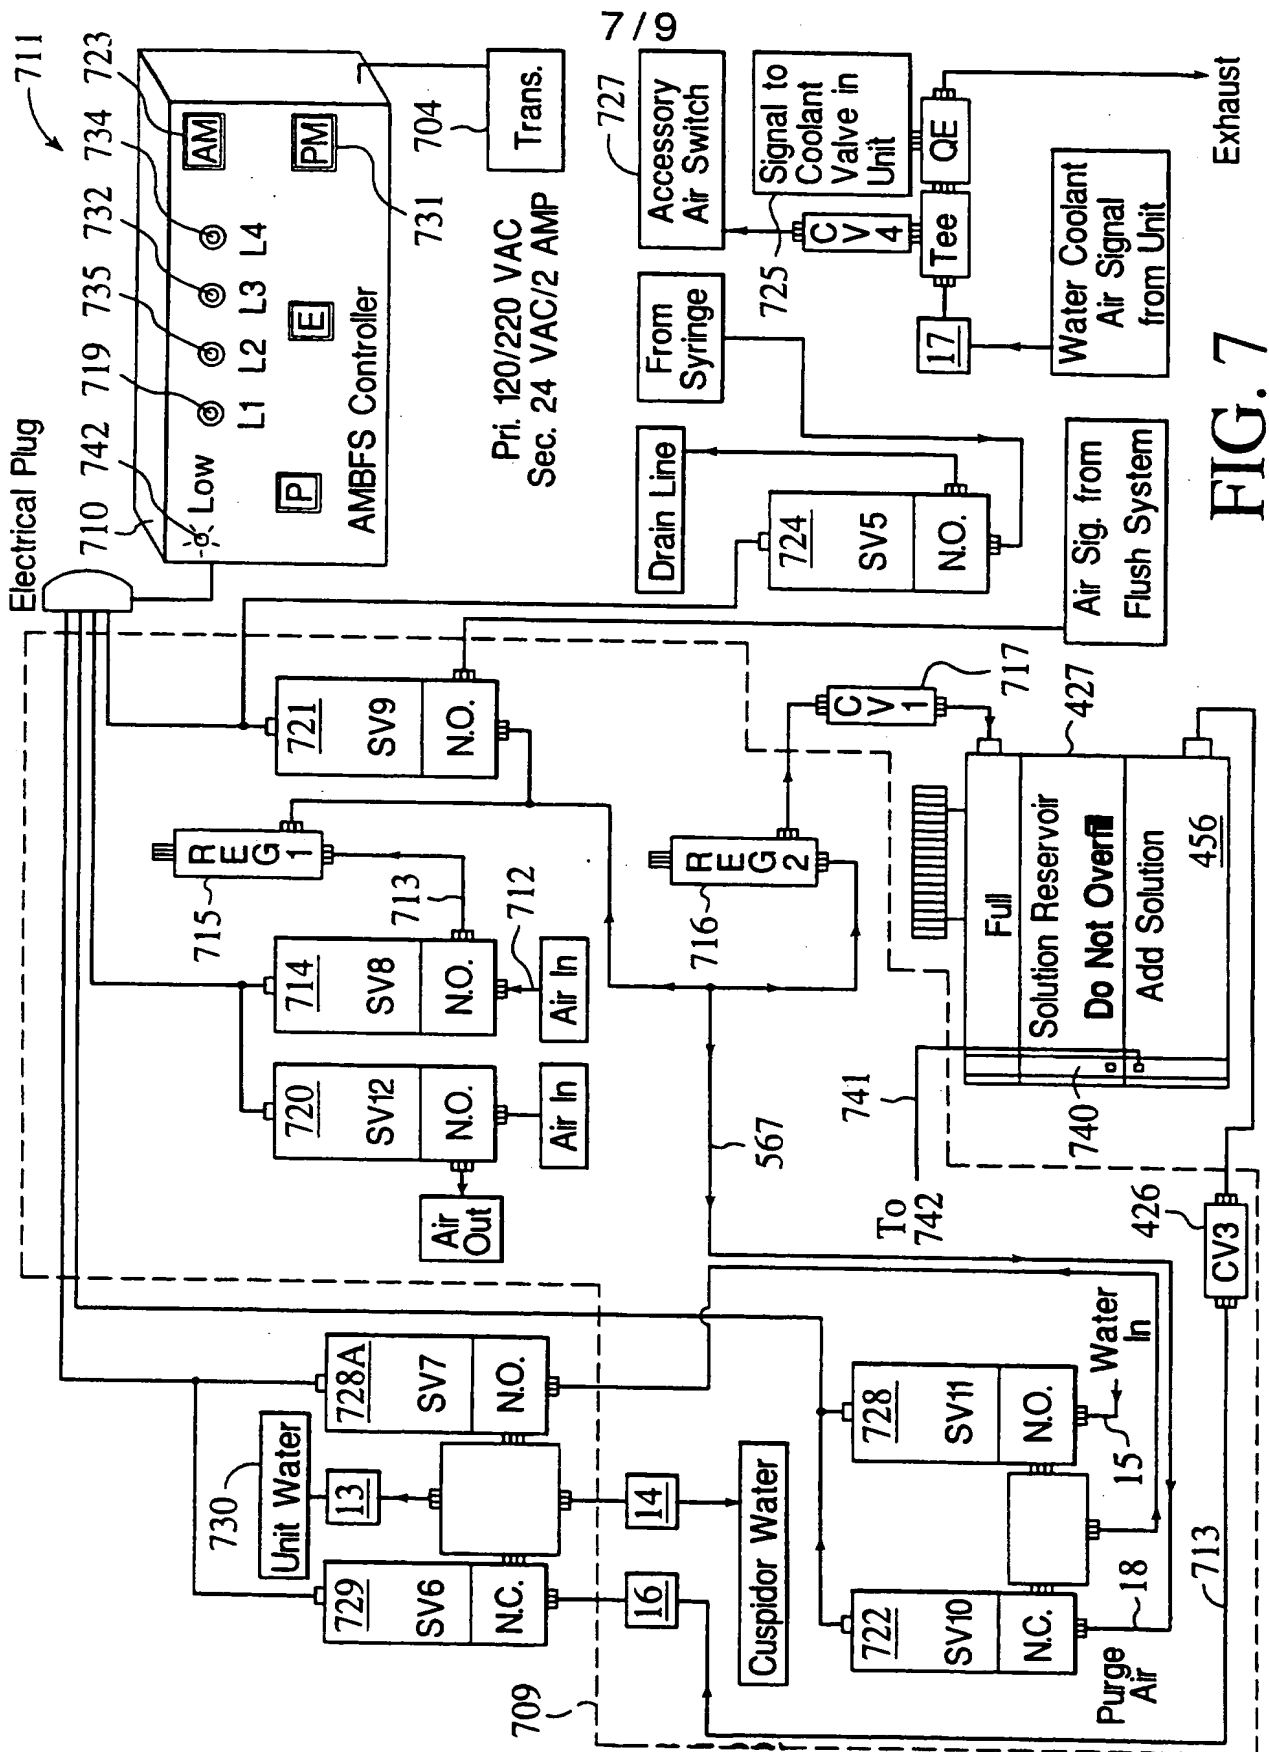 7/9
711
Electrical Plug
710
742
719
735
732
734
723
Low
L1
L2
L3
L4
AM
P
E
PM
AMBFS Controller
731
704
Trans.
Pri. 120/220 VAC
Sec. 24 VAC/2 AMP
730
Unit Water
729
SV6
N.C.
13
728A
SV7
N.O.
Air
Out
720
SV12
N.O.
Air In
714
SV8
N.O.
Air In
712
713
715
REG 1
721
SV9
N.O.
Drain Line
724
SV5
N.O.
From
Syringe
727
Accessory
Air Switch
725
Signal to
Coolant
Valve in
Unit
CV4
17
Tee
QE
Exhaust
Water Coolant
Air Signal
from Unit
Air Sig. from
Flush System
709
16
14
Cuspidor Water
567
716
REG 2
CV 1
717
722
SV10
N.C.
Purge
Air
18
728
SV11
N.O.
15
Water
In
To
742
741
740
Full
Solution Reservoir
Do Not Overfill
Add Solution
427
456
426
CV3
713
FIG. 7